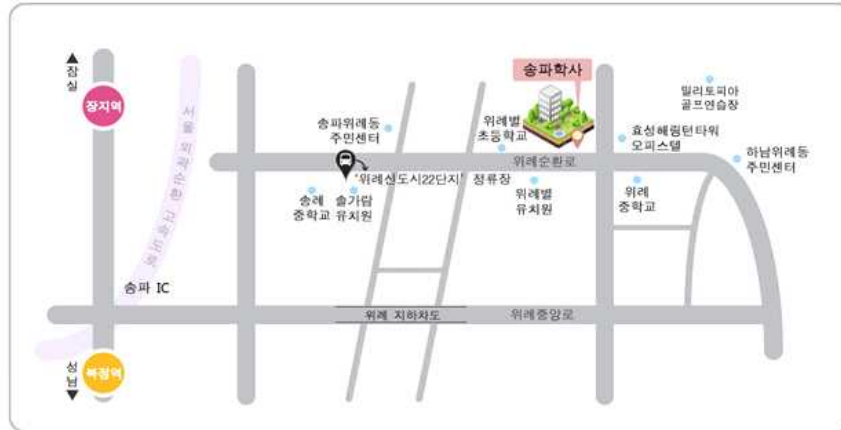 ▲잠실
장지역
서울 외곽순환 고속도로
송파 IC
성남▼
복정역
송파위례동
주민센터
'위례신도시22단지' 정류장
송례
중학교
솔가람
유치원
위례 지하차도
송파학사
위례별
초등학교
위례순환로
위례별
유치원
위례중앙로
밀리토피아
골프연습장
효성해링턴타워
오피스텔
하남위례동
주민센터
위례
중학교